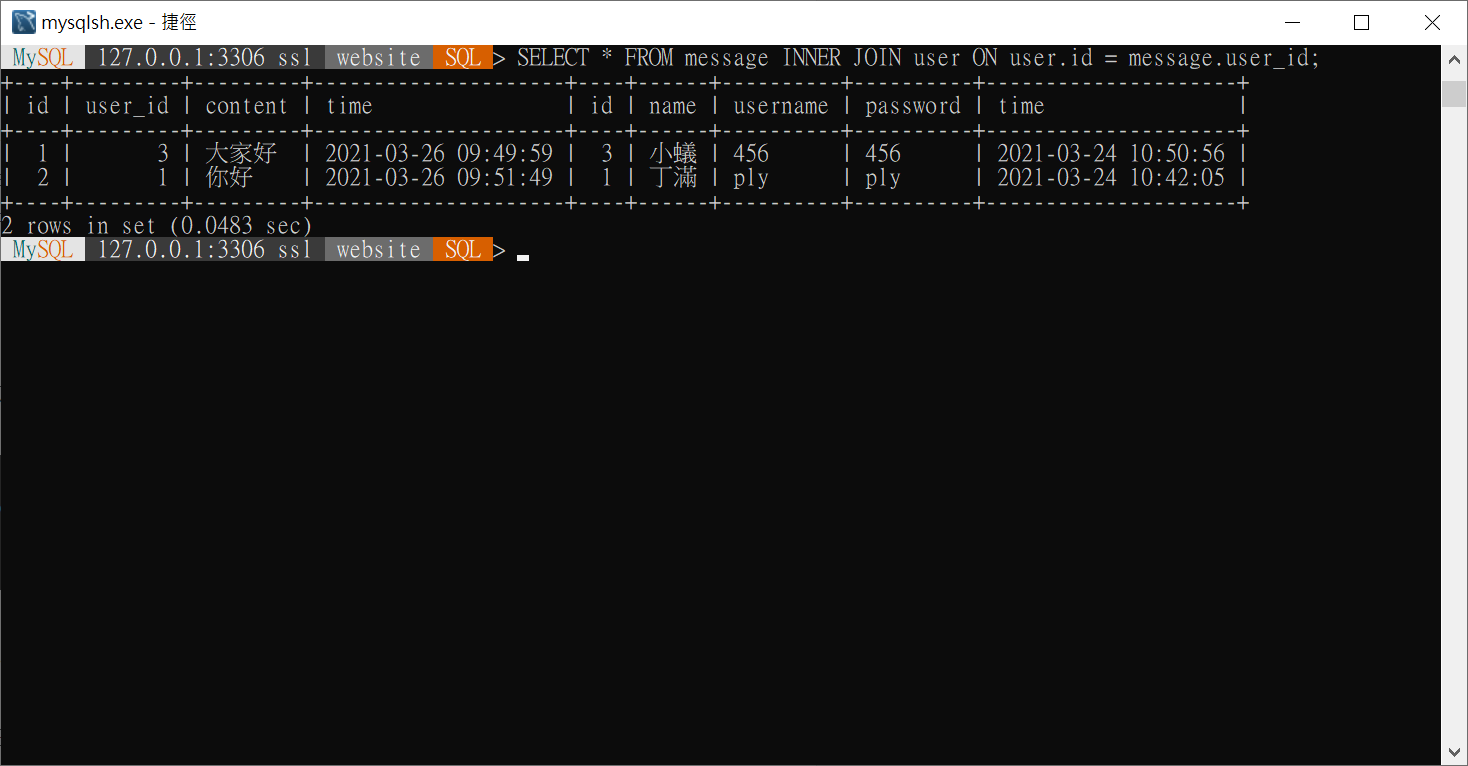 mysqlsh.exe - 捷徑
MySQL 127.0.0.1:3306 ssl website SQL > SELECT * FROM message INNER JOIN user ON user.id = message.user_id;
+----+---------+---------+---------------------+----+------+----------+----------+---------------------+
| id | user_id | content | time                | id | name | username | password | time                |
+----+---------+---------+---------------------+----+------+----------+----------+---------------------+
|  1 |       3 | 大家好  | 2021-03-26 09:49:59 |  3 | 小蟻 | 456      | 456      | 2021-03-24 10:50:56 |
|  2 |       1 | 你好    | 2021-03-26 09:51:49 |  1 | 丁滿 | ply      | ply      | 2021-03-24 10:42:05 |
+----+---------+---------+---------------------+----+------+----------+----------+---------------------+
2 rows in set (0.0483 sec)
MySQL 127.0.0.1:3306 ssl website SQL > _